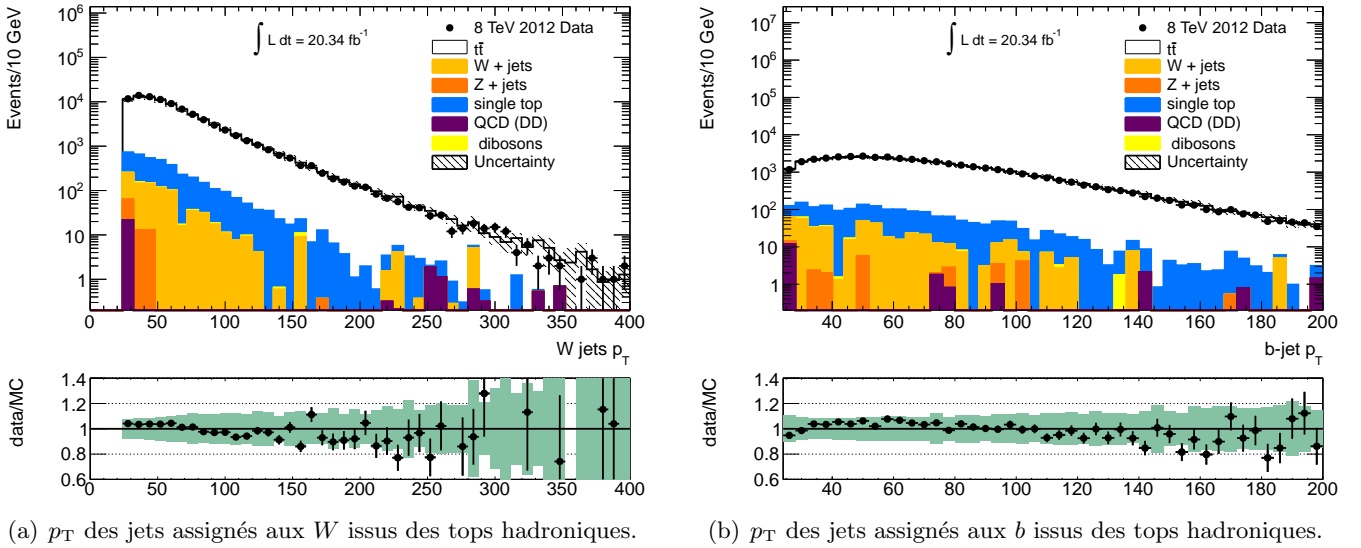 Events/10 GeV
10⁶
10⁵
10⁴
10³
10²
10
1
∫ L dt = 20.34 fb⁻¹
8 TeV 2012 Data
tt̄
W + jets
Z + jets
single top
QCD (DD)
dibosons
Uncertainty
0 50 100 150 200 250 300 350 400
W jets p_T
data/MC
1.4
1.2
1
0.8
0.6
0 50 100 150 200 250 300 350 400
(a) p_T des jets assignés aux W issus des tops hadroniques.
Events/10 GeV
10⁷
10⁶
10⁵
10⁴
10³
10²
10
1
∫ L dt = 20.34 fb⁻¹
8 TeV 2012 Data
tt̄
W + jets
Z + jets
single top
QCD (DD)
dibosons
Uncertainty
40 60 80 100 120 140 160 180 200
b-jet p_T
data/MC
1.4
1.2
1
0.8
0.6
40 60 80 100 120 140 160 180 200
(b) p_T des jets assignés aux b issus des tops hadroniques.